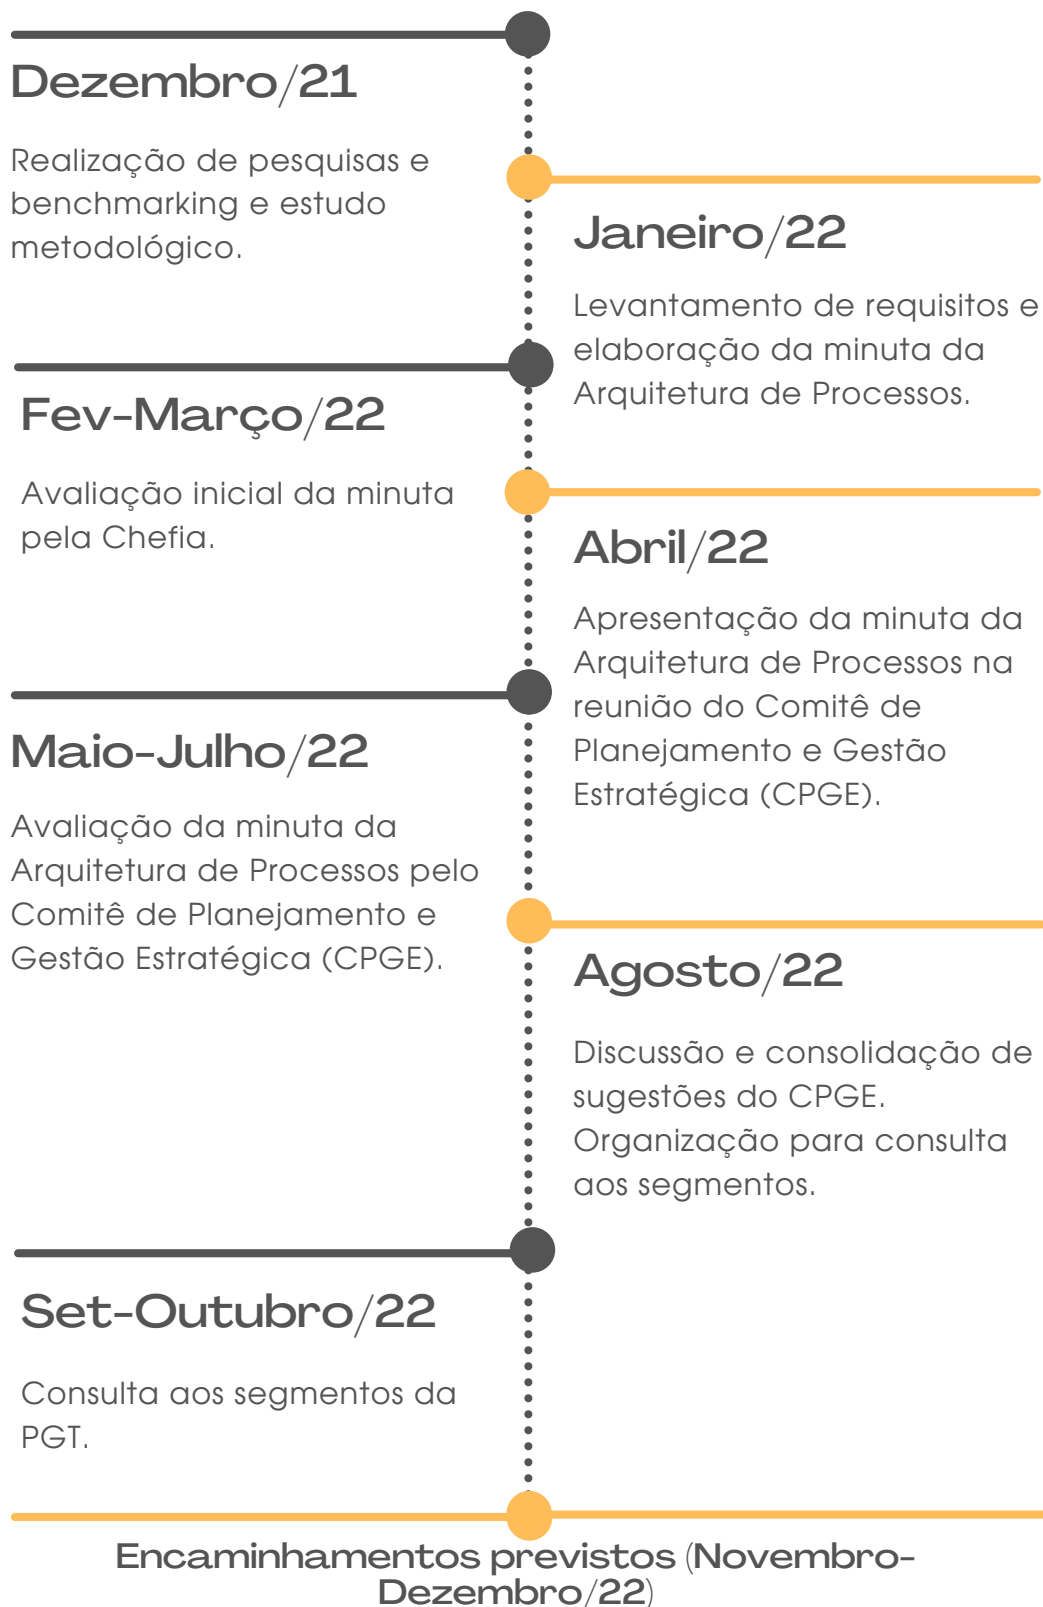 Dezembro/21
Realização de pesquisas e
benchmarking e estudo
metodológico.
Janeiro/22
Levantamento de requisitos e
elaboração da minuta da
Arquitetura de Processos.
Fev-Março/22
Avaliação inicial da minuta
pela Chefia.
Abril/22
Apresentação da minuta da
Arquitetura de Processos na
reunião do Comitê de
Planejamento e Gestão
Estratégica (CPGE).
Maio-Julho/22
Avaliação da minuta da
Arquitetura de Processos pelo
Comitê de Planejamento e
Gestão Estratégica (CPGE).
Agosto/22
Discussão e consolidação de
sugestões do CPGE.
Organização para consulta
aos segmentos.
Set-Outubro/22
Consulta aos segmentos da
PGT.
Encaminhamentos previstos (Novembro-
Dezembro/22)